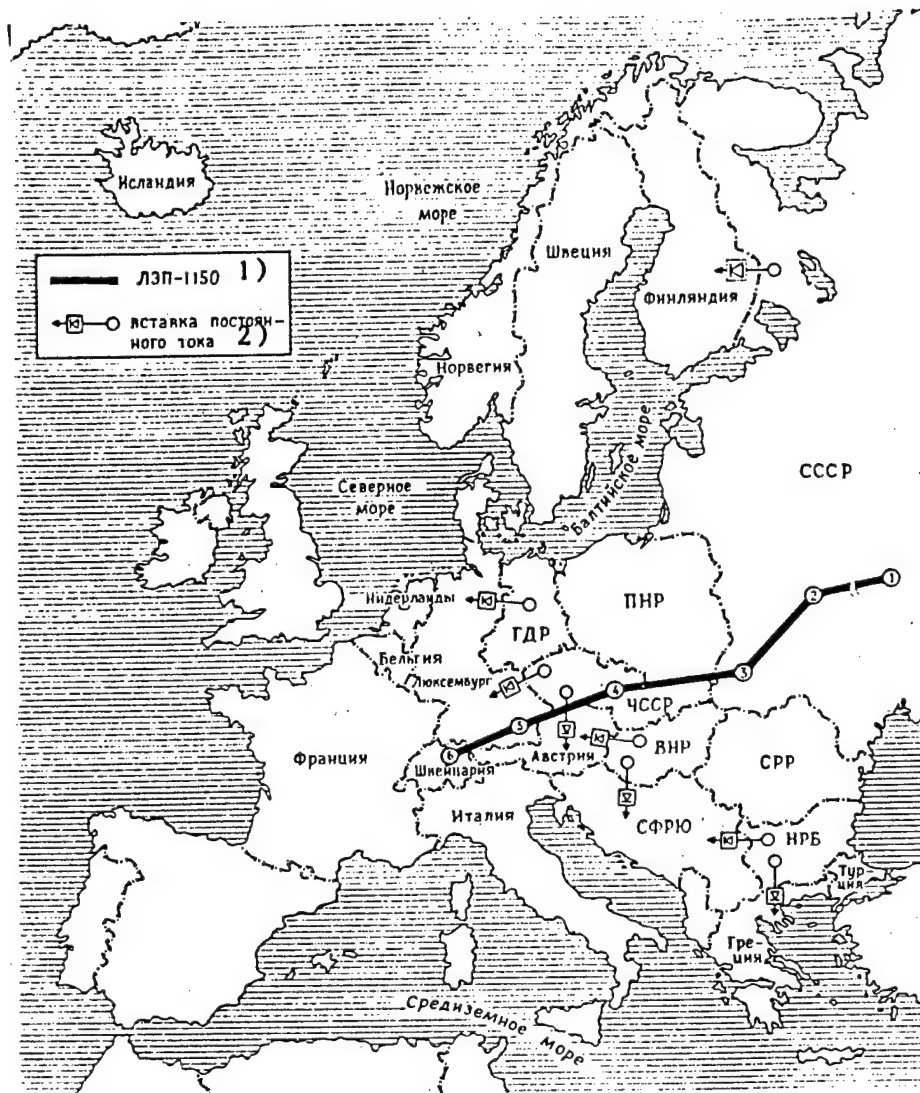 Исландия
Норвежское
море
Швеция
ЛЭП-1150 1)
вставка постоян-
ного тока 2)
Финляндия
Норвегия
СССР
Северное
море
Балтийское море
Нидерланды
ПНР
ГДР
1
2
Бельгия
Люксембург
3
4
ЧССР
5
6
Франция
Швейцария
Австрия
ВНР
СРР
Италия
СФРЮ
НРБ
Тур-
ция
Гре-
ция
Средиземное
море